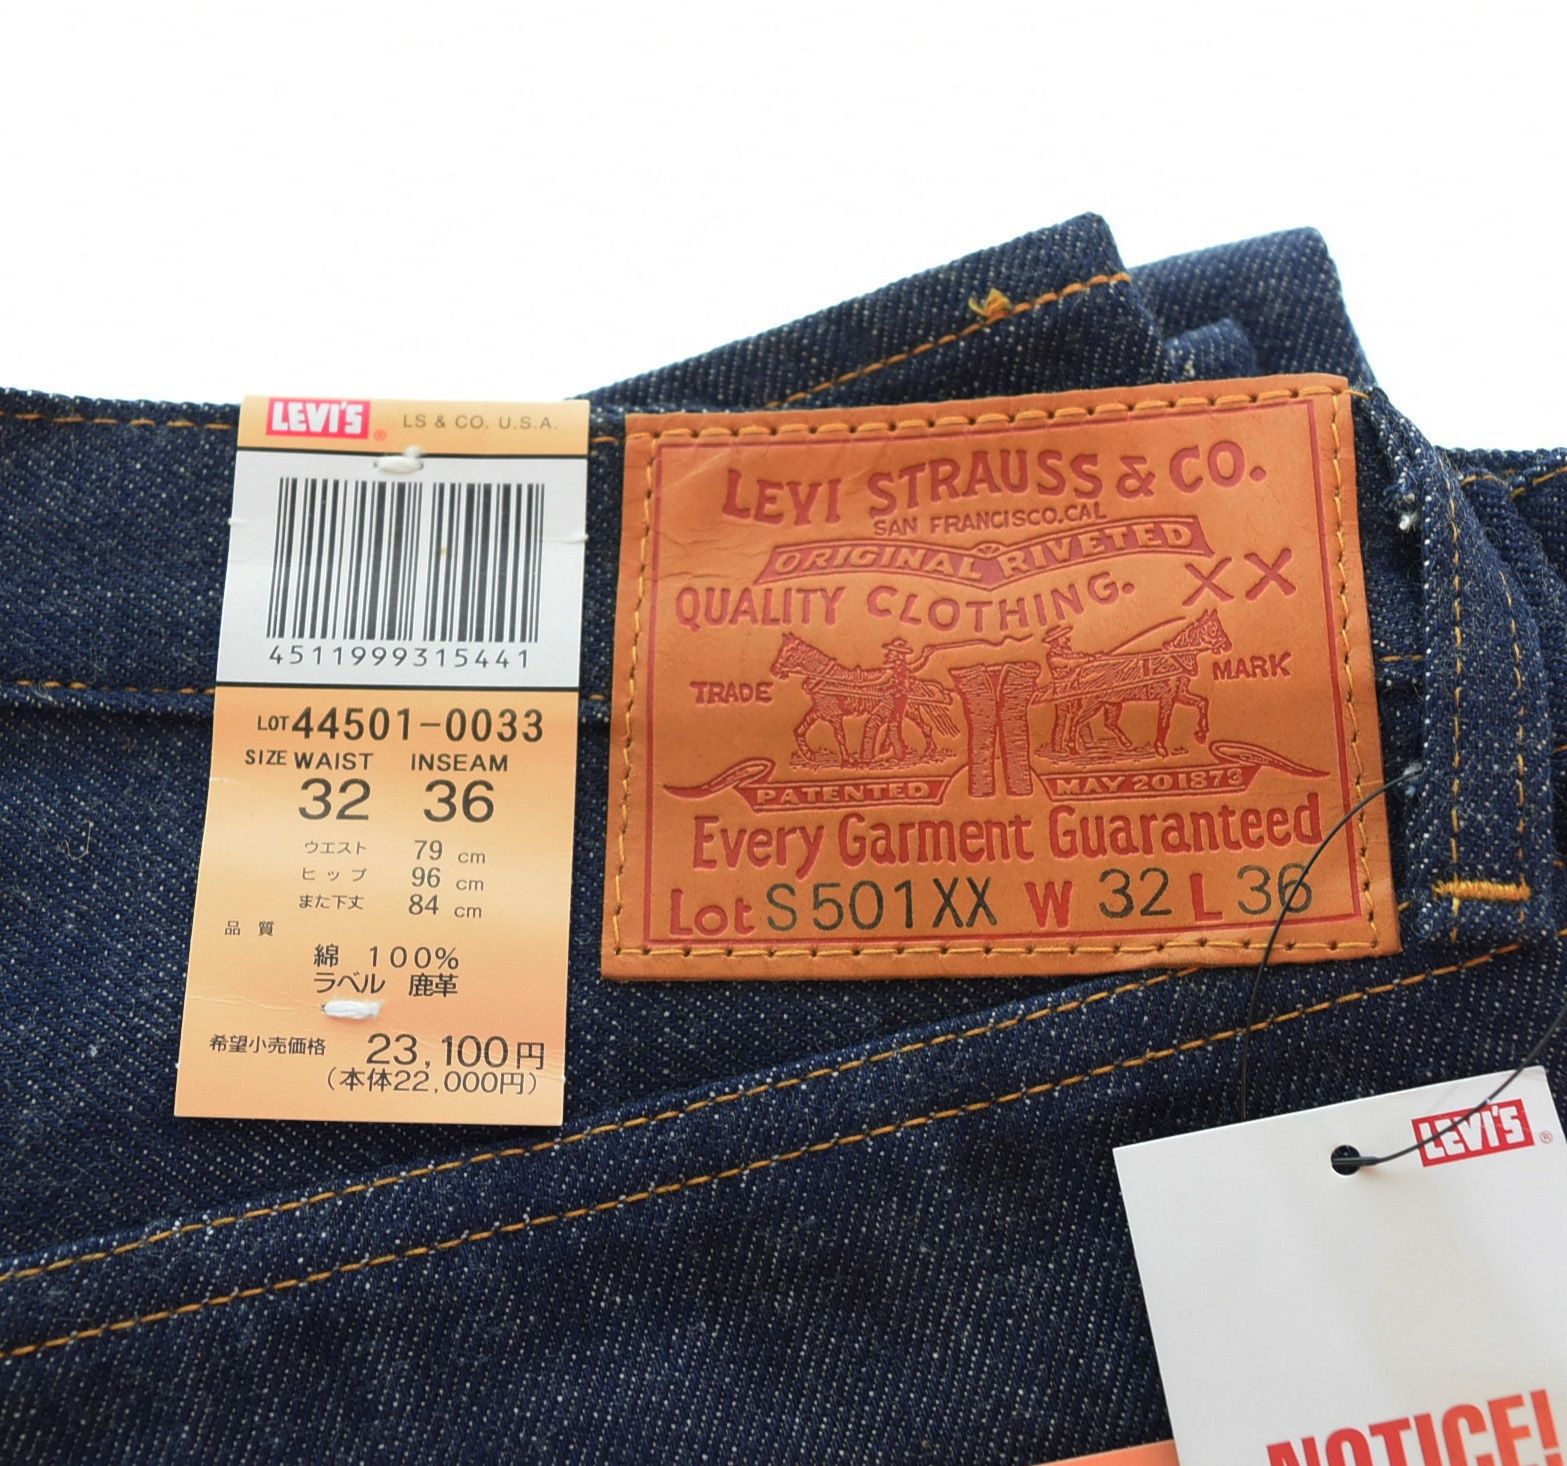 LEVI'S® LS & CO. U.S.A.
4511999315441
LOT 44501-0033
SIZE WAIST INSEAM
32 36
ウエスト 79 cm
ヒップ 96 cm
また下丈 84 cm
品質
綿 100%
ラベル 鹿革
希望小売価格 23,100円
(本体22,000円)
LEVI STRAUSS & CO.
SAN FRANCISCO.CAL
ORIGINAL RIVETED
QUALITY CLOTHING. XX
TRADE MARK
PATENTED MAY 20 1873
Every Garment Guaranteed
Lot S501XX W 32 L 36
LEVI'S®
NOTICE!